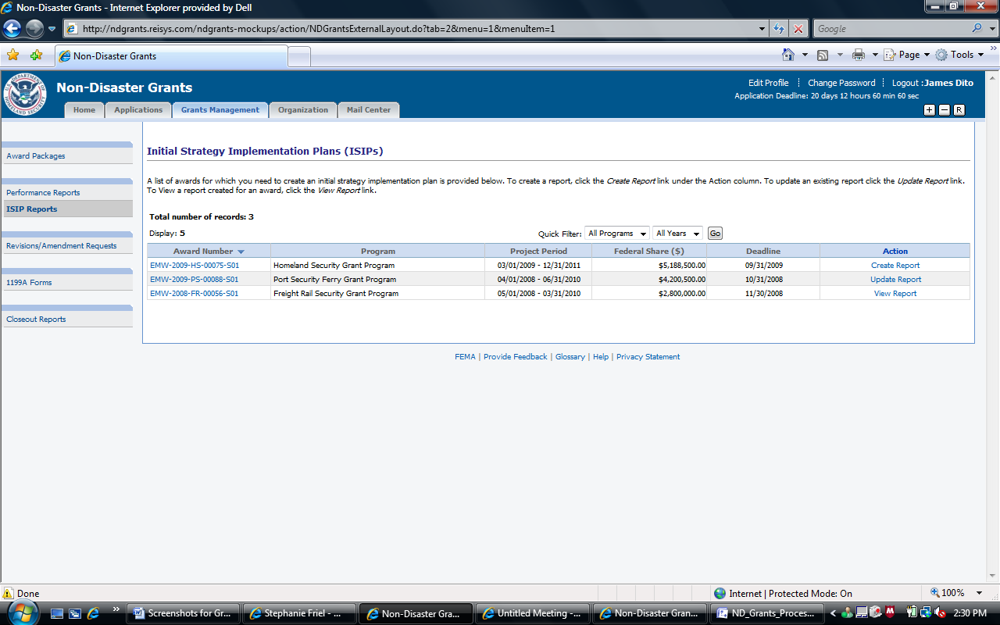 Non-Disaster Grants - Internet Explorer provided by Dell
http://ndgrants.reisys.com/ndgrants-mockups/action/NDGrantsExternalLayout.do?tab=2&menu=1&menuItem=1
Google
Non-Disaster Grants
Page Tools »
Non-Disaster Grants
Edit Profile Change Password Logout :James Dito
Application Deadline: 20 days 12 hours 60 min 60 sec
Home Applications Grants Management Organization Mail Center
+ − R
Award Packages
Performance Reports
ISIP Reports
Revisions/Amendment Requests
1199A Forms
Closeout Reports
Initial Strategy Implementation Plans (ISIPs)
A list of awards for which you need to create an initial strategy implementation plan is provided below. To create a report, click the Create Report link under the Action column. To update an existing report click the Update Report link.
To View a report created for an award, click the View Report link.
Total number of records: 3
Display: 5 Quick Filter: All Programs All Years Go
Award Number Program Project Period Federal Share ($) Deadline Action
EMW-2009-HS-00075-S01 Homeland Security Grant Program 03/01/2009 - 12/31/2011 $5,188,500.00 09/31/2009 Create Report
EMW-2009-PS-00088-S01 Port Security Ferry Grant Program 04/01/2008 - 06/31/2010 $4,200,500.00 10/31/2008 Update Report
EMW-2008-FR-00056-S01 Freight Rail Security Grant Program 05/01/2008 - 03/31/2010 $2,800,000.00 11/30/2008 View Report
FEMA | Provide Feedback | Glossary | Help | Privacy Statement
Done Internet | Protected Mode: On 100%
» Screenshots for Gr... Stephanie Friel - ... Non-Disaster Gra... Untitled Meeting -... Non-Disaster Gran... ND_Grants_Proces... < 2:30 PM